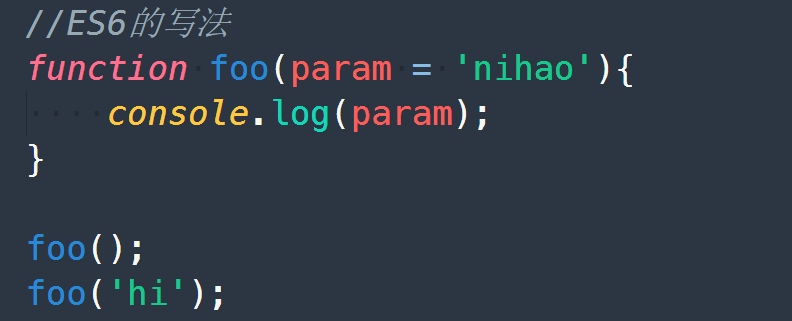 //ES6的写法
function foo(param = 'nihao'){
    console.log(param);
}

foo();
foo('hi');